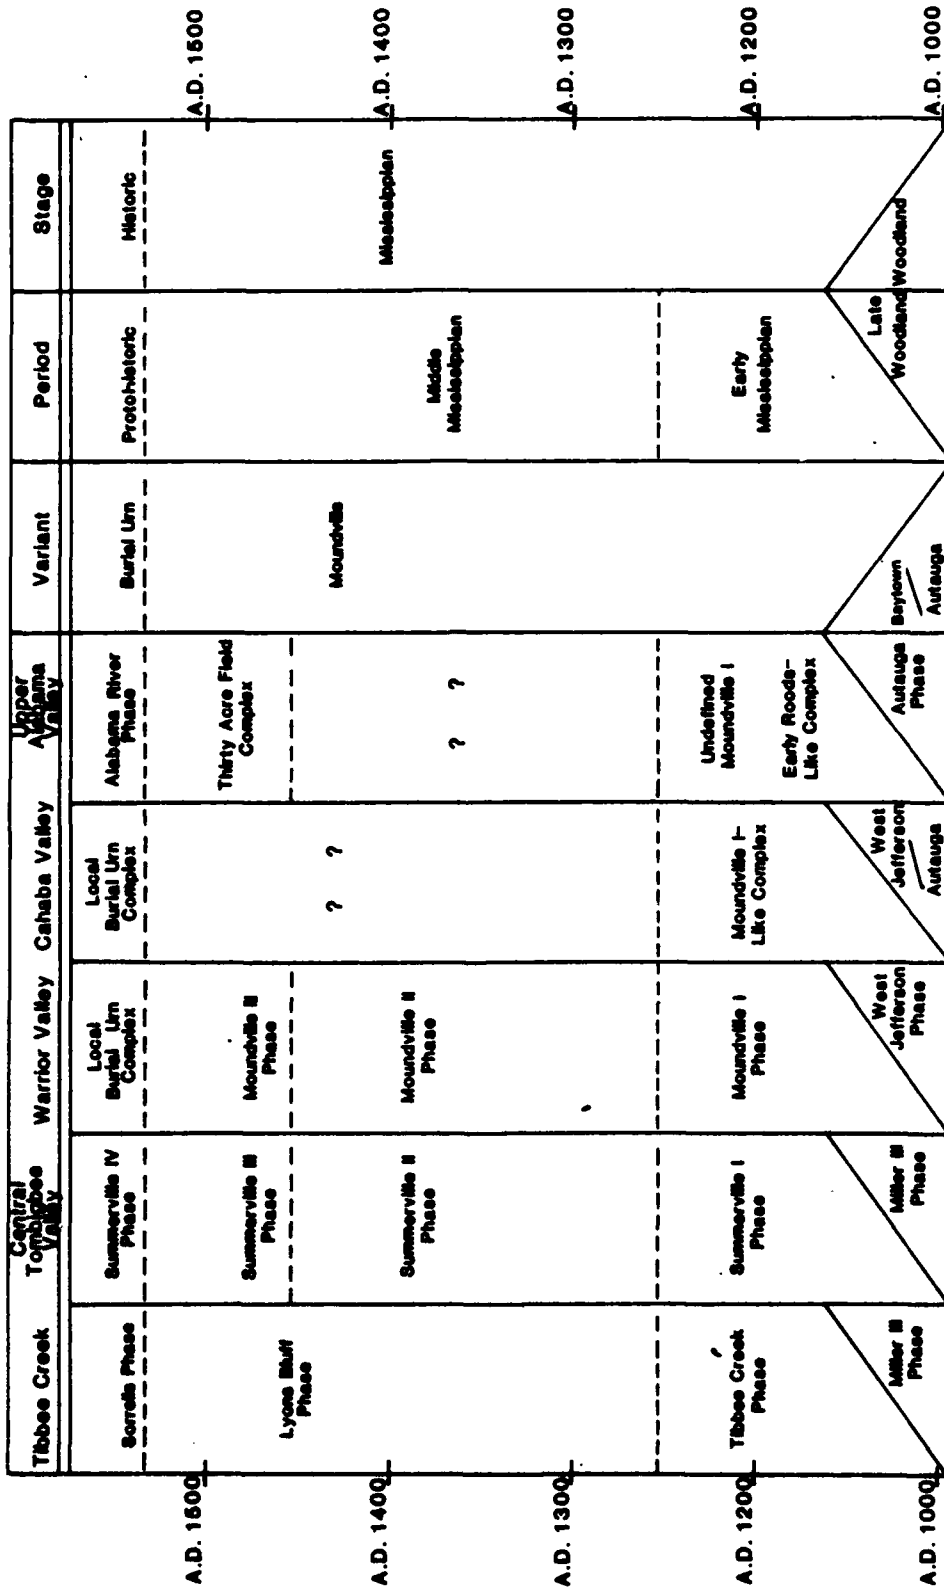 Tibbee Creek
Central
Tombigbee
Valley
Warrior Valley
Cahaba Valley
Upper
Alabama
Valley
Variant
Period
Stage
Sorrells Phase
Summerville IV
Phase
Local
Burial Urn
Complex
Local
Burial Urn
Complex
Alabama River
Phase
Burial Urn
Protohistoric
Historic
A.D. 1500
A.D. 1500
Lyons Bluff
Phase
Summerville III
Phase
Moundville III
Phase
? ?
Thirty Acre Field
Complex
Moundville
Middle
Mississippian
Mississippian
A.D. 1400
A.D. 1400
Summerville II
Phase
Moundville II
Phase
? ?
A.D. 1300
A.D. 1300
Tibbee Creek
Phase
Summerville I
Phase
Moundville I
Phase
Moundville I-
Like Complex
Undefined
Moundville I
Early Roods-
Like Complex
Early
Mississippian
A.D. 1200
A.D. 1200
Miller III
Phase
Miller III
Phase
West
Jefferson
Phase
West
Jefferson
Autauga
Autauga
Phase
Baytown
Autauga
Late
Woodland
Woodland
A.D. 1000
A.D. 1000